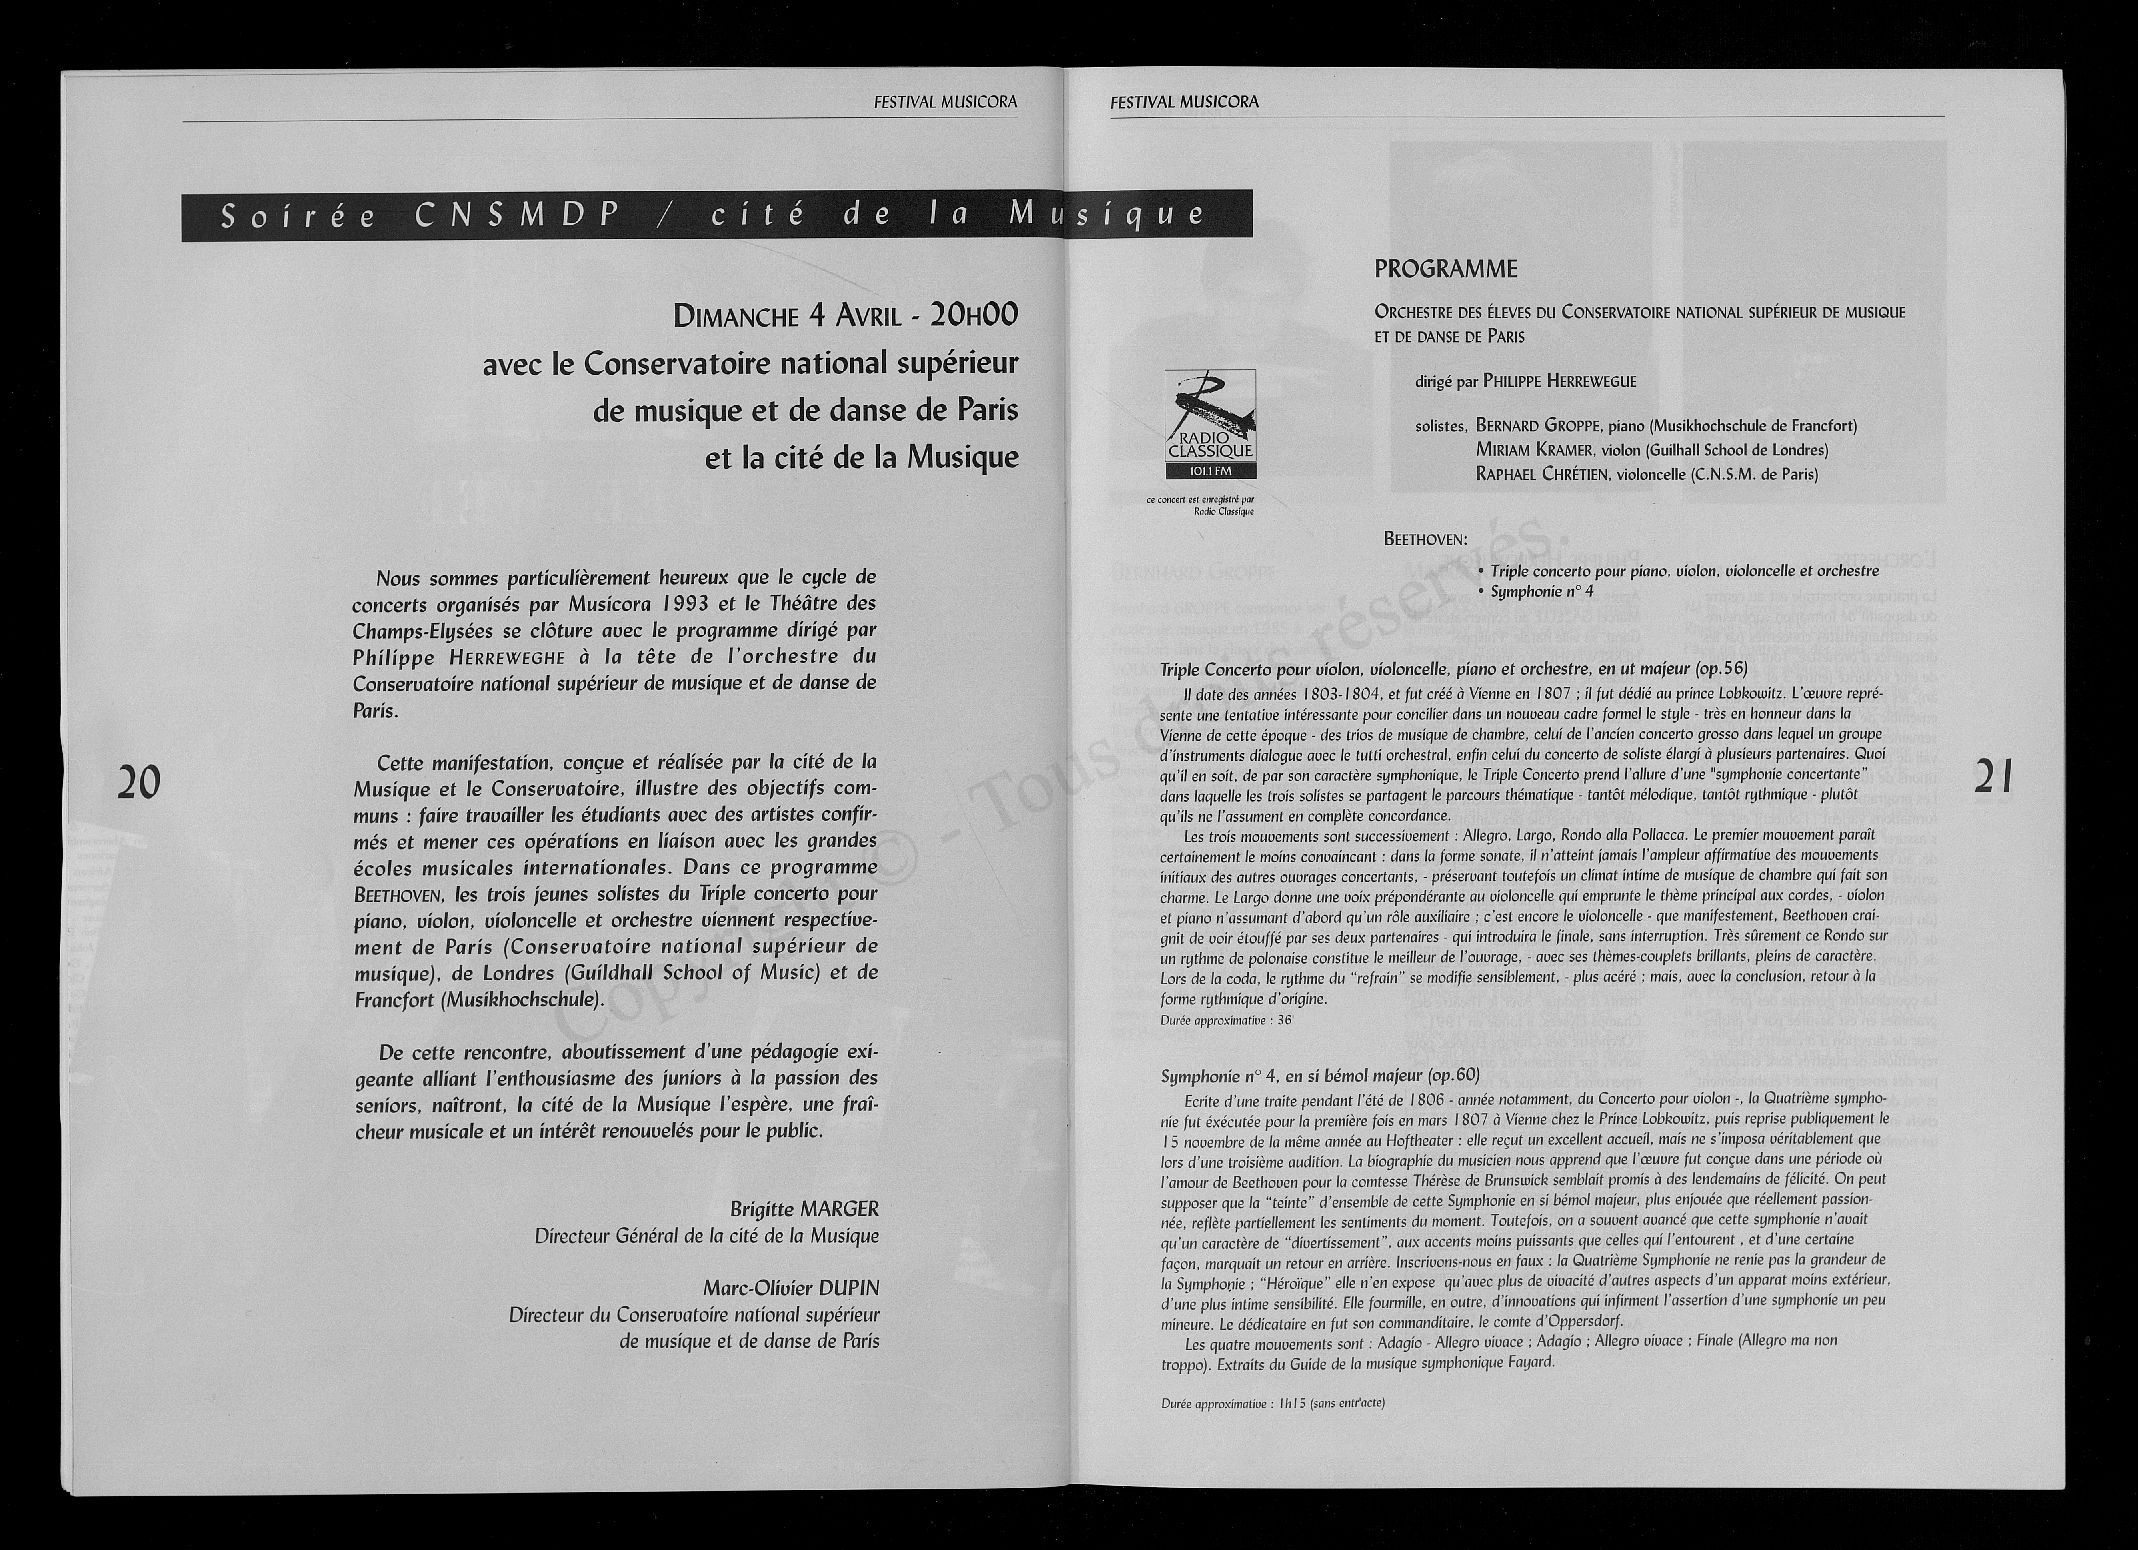 FESTIVAL MUSICORA
Soirée CNSMDP / cité de la Musique
DIMANCHE 4 AVRIL - 20H00
avec le Conservatoire national supérieur
de musique et de danse de Paris
et la cité de la Musique
Nous sommes particulièrement heureux que le cycle de
concerts organisés par Musicora 1993 et le Théâtre des
Champs-Elysées se clôture avec le programme dirigé par
Philippe HERREWEGHE à la tête de l'orchestre du
Conservatoire national supérieur de musique et de danse de
Paris.
Cette manifestation, conçue et réalisée par la cité de la
Musique et le Conservatoire, illustre des objectifs com-
muns : faire travailler les étudiants avec des artistes confir-
més et mener ces opérations en liaison avec les grandes
écoles musicales internationales. Dans ce programme
BEETHOVEN, les trois jeunes solistes du Triple concerto pour
piano, violon, violoncelle et orchestre viennent respective-
ment de Paris (Conservatoire national supérieur de
musique), de Londres (Guildhall School of Music) et de
Francfort (Musikhochschule).
De cette rencontre, aboutissement d'une pédagogie exi-
geante alliant l'enthousiasme des juniors à la passion des
seniors, naîtront, la cité de la Musique l'espère, une fraî-
cheur musicale et un intérêt renouvelés pour le public.
Brigitte MARGER
Directeur Général de la cité de la Musique
Marc-Olivier DUPIN
Directeur du Conservatoire national supérieur
de musique et de danse de Paris
20
FESTIVAL MUSICORA
PROGRAMME
ORCHESTRE DES ÉLEVES DU CONSERVATOIRE NATIONAL SUPÉRIEUR DE MUSIQUE
ET DE DANSE DE PARIS
dirigé par PHILIPPE HERREWEGUE
solistes, BERNARD GROPPE, piano (Musikhochschule de Francfort)
MIRIAM KRAMER, violon (Guilhall School de Londres)
RAPHAEL CHRÉTIEN, violoncelle (C.N.S.M. de Paris)
RADIO
CLASSIQUE
101.1 FM
ce concert est enregistré par
Radio Classique
BEETHOVEN:
• Triple concerto pour piano, violon, violoncelle et orchestre
• Symphonie n° 4
Triple Concerto pour violon, violoncelle, piano et orchestre, en ut majeur (op.56)
Il date des années 1803-1804, et fut créé à Vienne en 1807 ; il fut dédié au prince Lobkowitz. L'œuvre repré-
sente une tentative intéressante pour concilier dans un nouveau cadre formel le style - très en honneur dans la
Vienne de cette époque - des trios de musique de chambre, celui de l'ancien concerto grosso dans lequel un groupe
d'instruments dialogue avec le tutti orchestral, enfin celui du concerto de soliste élargi à plusieurs partenaires. Quoi
qu'il en soit, de par son caractère symphonique, le Triple Concerto prend l'allure d'une "symphonie concertante"
dans laquelle les trois solistes se partagent le parcours thématique - tantôt mélodique, tantôt rythmique - plutôt
qu'ils ne l'assument en complète concordance.
Les trois mouvements sont successivement : Allegro, Largo, Rondo alla Pollacca. Le premier mouvement paraît
certainement le moins convaincant : dans la forme sonate, il n'atteint jamais l'ampleur affirmative des mouvements
initiaux des autres ouvrages concertants, - préservant toutefois un climat intime de musique de chambre qui fait son
charme. Le Largo donne une voix prépondérante au violoncelle qui emprunte le thème principal aux cordes, - violon
et piano n'assumant d'abord qu'un rôle auxiliaire ; c'est encore le violoncelle - que manifestement, Beethoven crai-
gnit de voir étouffé par ses deux partenaires - qui introduira le finale, sans interruption. Très sûrement ce Rondo sur
un rythme de polonaise constitue le meilleur de l'ouvrage, - avec ses thèmes-couplets brillants, pleins de caractère.
Lors de la coda, le rythme du "refrain" se modifie sensiblement, - plus acéré ; mais, avec la conclusion, retour à la
forme rythmique d'origine.
Durée approximative : 36
Symphonie n° 4, en si bémol majeur (op.60)
Ecrite d'une traite pendant l'été de 1806 - année notamment, du Concerto pour violon -, la Quatrième sympho-
nie fut éxécutée pour la première fois en mars 1807 à Vienne chez le Prince Lobkowitz, puis reprise publiquement le
15 novembre de la même année au Hoftheater : elle reçut un excellent accueil, mais ne s'imposa véritablement que
lors d'une troisième audition. La biographie du musicien nous apprend que l'œuvre fut conçue dans une période où
l'amour de Beethoven pour la comtesse Thérèse de Brunswick semblait promis à des lendemains de félicité. On peut
supposer que la "teinte" d'ensemble de cette Symphonie en si bémol majeur, plus enjouée que réellement passion-
née, reflète partiellement les sentiments du moment. Toutefois, on a souvent avancé que cette symphonie n'avait
qu'un caractère de "divertissement", aux accents moins puissants que celles qui l'entourent , et d'une certaine
façon, marquait un retour en arrière. Inscrivons-nous en faux : la Quatrième Symphonie ne renie pas la grandeur de
la Symphonie ; "Héroïque" elle n'en expose qu'avec plus de vivacité d'autres aspects d'un apparat moins extérieur,
d'une plus intime sensibilité. Elle fourmille, en outre, d'innovations qui infirment l'assertion d'une symphonie un peu
mineure. Le dédicataire en fut son commanditaire, le comte d'Oppersdorf.
Les quatre mouvements sont : Adagio - Allegro vivace ; Adagio ; Allegro vivace ; Finale (Allegro ma non
troppo). Extraits du Guide de la musique symphonique Fayard.
Durée approximative : 1h15 (sans entr'acte)
21
Copyright © - Tous droits réservés.